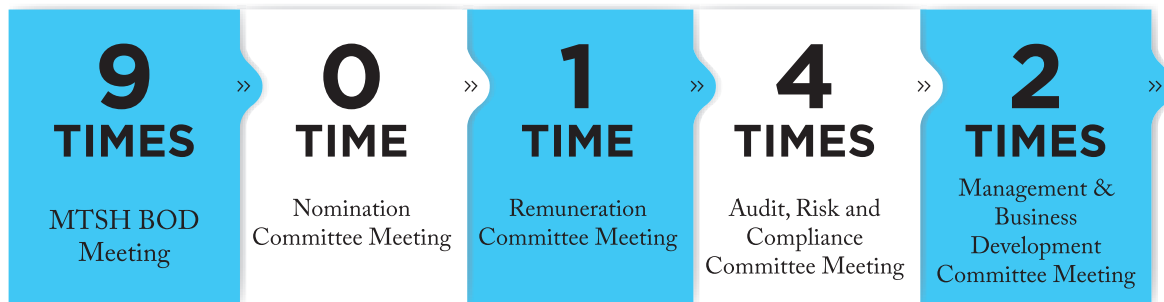 9
TIMES
MTSH BOD
Meeting
»
0
TIME
Nomination
Committee Meeting
»
1
TIME
Remuneration
Committee Meeting
»
4
TIMES
Audit, Risk and
Compliance
Committee Meeting
»
2
TIMES
Management &
Business
Development
Committee Meeting
»